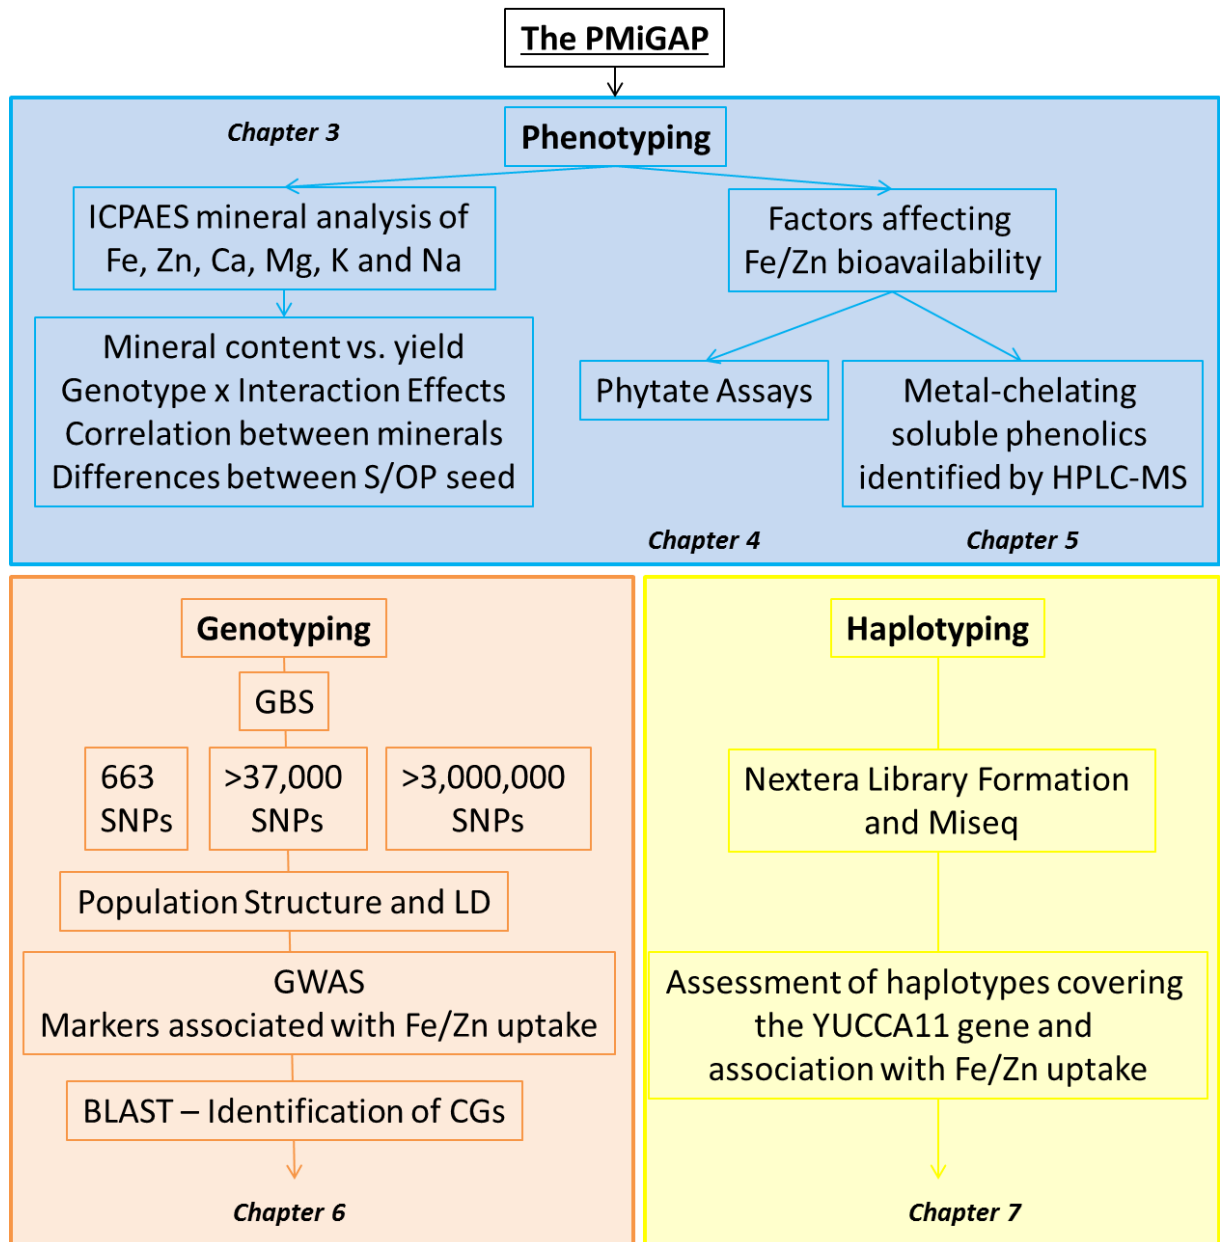 The PMiGAP
Chapter 3
Phenotyping
ICPAES mineral analysis of
Fe, Zn, Ca, Mg, K and Na
Factors affecting
Fe/Zn bioavailability
Mineral content vs. yield
Genotype x Interaction Effects
Correlation between minerals
Differences between S/OP seed
Phytate Assays
Metal-chelating
soluble phenolics
identified by HPLC-MS
Chapter 4
Chapter 5
Genotyping
GBS
663
SNPs
>37,000
SNPs
>3,000,000
SNPs
Population Structure and LD
GWAS
Markers associated with Fe/Zn uptake
BLAST – Identification of CGs
Chapter 6
Haplotyping
Nextera Library Formation
and Miseq
Assessment of haplotypes covering
the YUCCA11 gene and
association with Fe/Zn uptake
Chapter 7